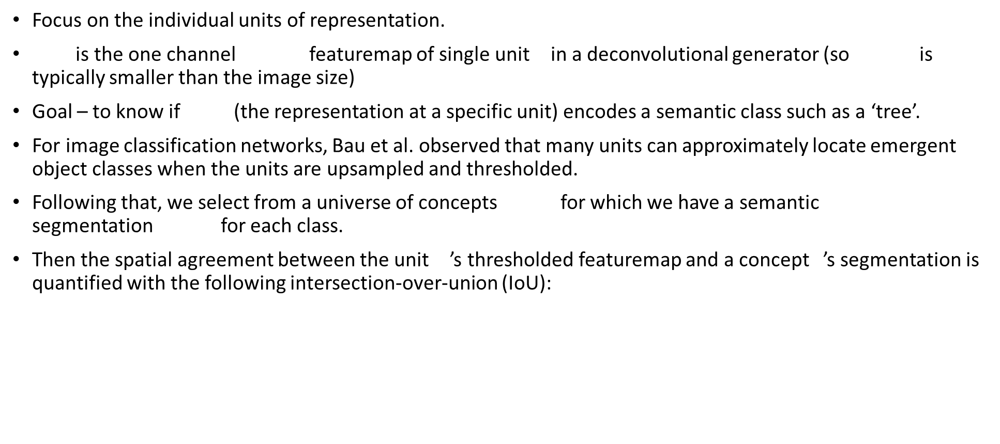 • Focus on the individual units of representation.
• is the one channel featuremap of single unit in a deconvolutional generator (so is
typically smaller than the image size)
• Goal – to know if (the representation at a specific unit) encodes a semantic class such as a ‘tree’.
• For image classification networks, Bau et al. observed that many units can approximately locate emergent
object classes when the units are upsampled and thresholded.
• Following that, we select from a universe of concepts for which we have a semantic
segmentation for each class.
• Then the spatial agreement between the unit ’s thresholded featuremap and a concept ’s segmentation is
quantified with the following intersection-over-union (IoU):